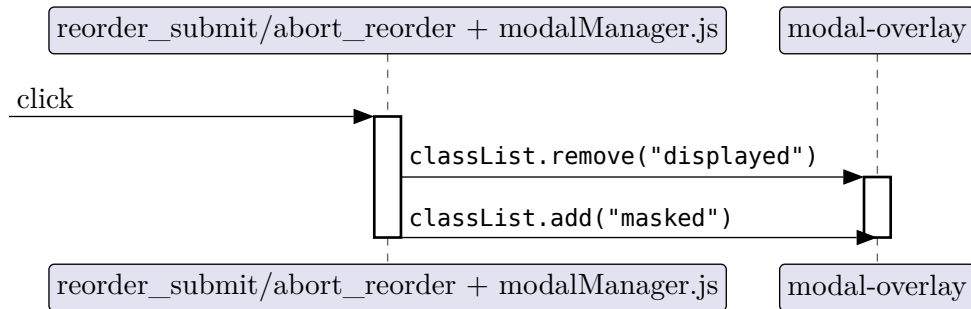 reorder_submit/abort_reorder + modalManager.js
modal-overlay
click
classList.remove("displayed")
classList.add("masked")
reorder_submit/abort_reorder + modalManager.js
modal-overlay